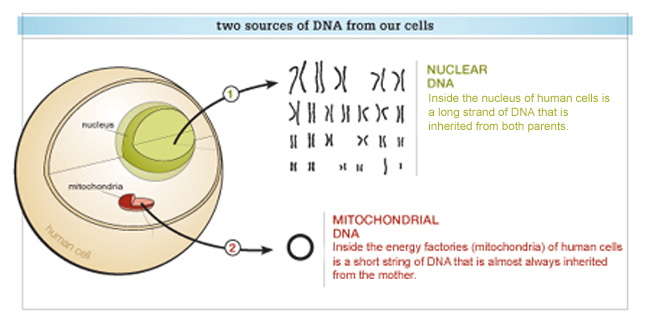 two sources of DNA from our cells
nucleus
mitochondria
human cell
1
NUCLEAR
DNA
Inside the nucleus of human cells is
a long strand of DNA that is
inherited from both parents.
2
MITOCHONDRIAL
DNA
Inside the energy factories (mitochondria) of human cells
is a short string of DNA that is almost always inherited
from the mother.